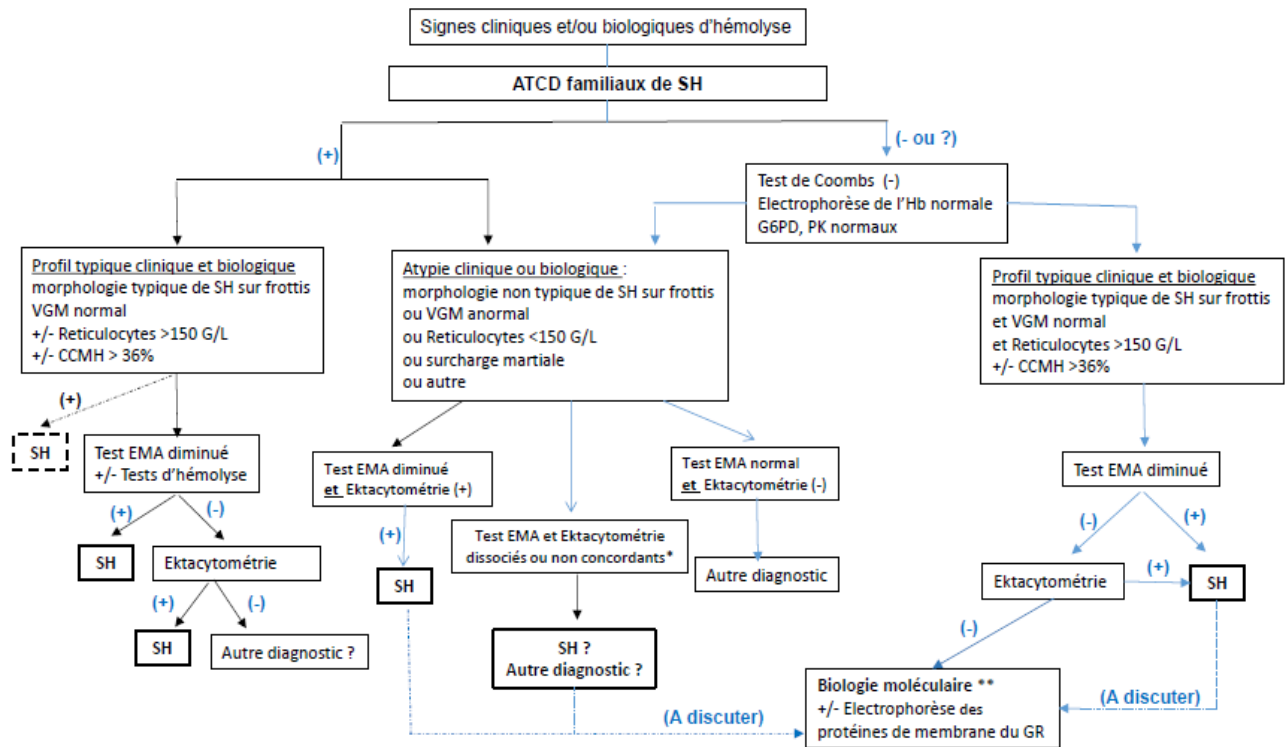 Signes cliniques et/ou biologiques d'hémolyse
ATCD familiaux de SH
(+)
(- ou ?)
Test de Coombs (-)
Electrophorèse de l'Hb normale
G6PD, PK normaux
Profil typique clinique et biologique
morphologie typique de SH sur frottis
VGM normal
+/- Reticulocytes >150 G/L
+/- CCMH > 36%
Atypie clinique ou biologique :
morphologie non typique de SH sur frottis
ou VGM anormal
ou Reticulocytes <150 G/L
ou surcharge martiale
ou autre
Profil typique clinique et biologique
morphologie typique de SH sur frottis
et VGM normal
et Reticulocytes >150 G/L
+/- CCMH >36%
(+)
SH
Test EMA diminué
+/- Tests d'hémolyse
Test EMA diminué
et Ektacytométrie (+)
Test EMA normal
et Ektacytométrie (-)
Test EMA diminué
(+)
(-)
(+)
(-)
(+)
SH
Ektacytométrie
SH
Test EMA et Ektacytométrie
dissociés ou non concordants*
Autre diagnostic
Ektacytométrie
(+)
SH
(+)
(-)
(-)
SH
Autre diagnostic ?
SH ?
Autre diagnostic ?
Biologie moléculaire **
+/- Electrophorèse des
protéines de membrane du GR
(A discuter)
(A discuter)